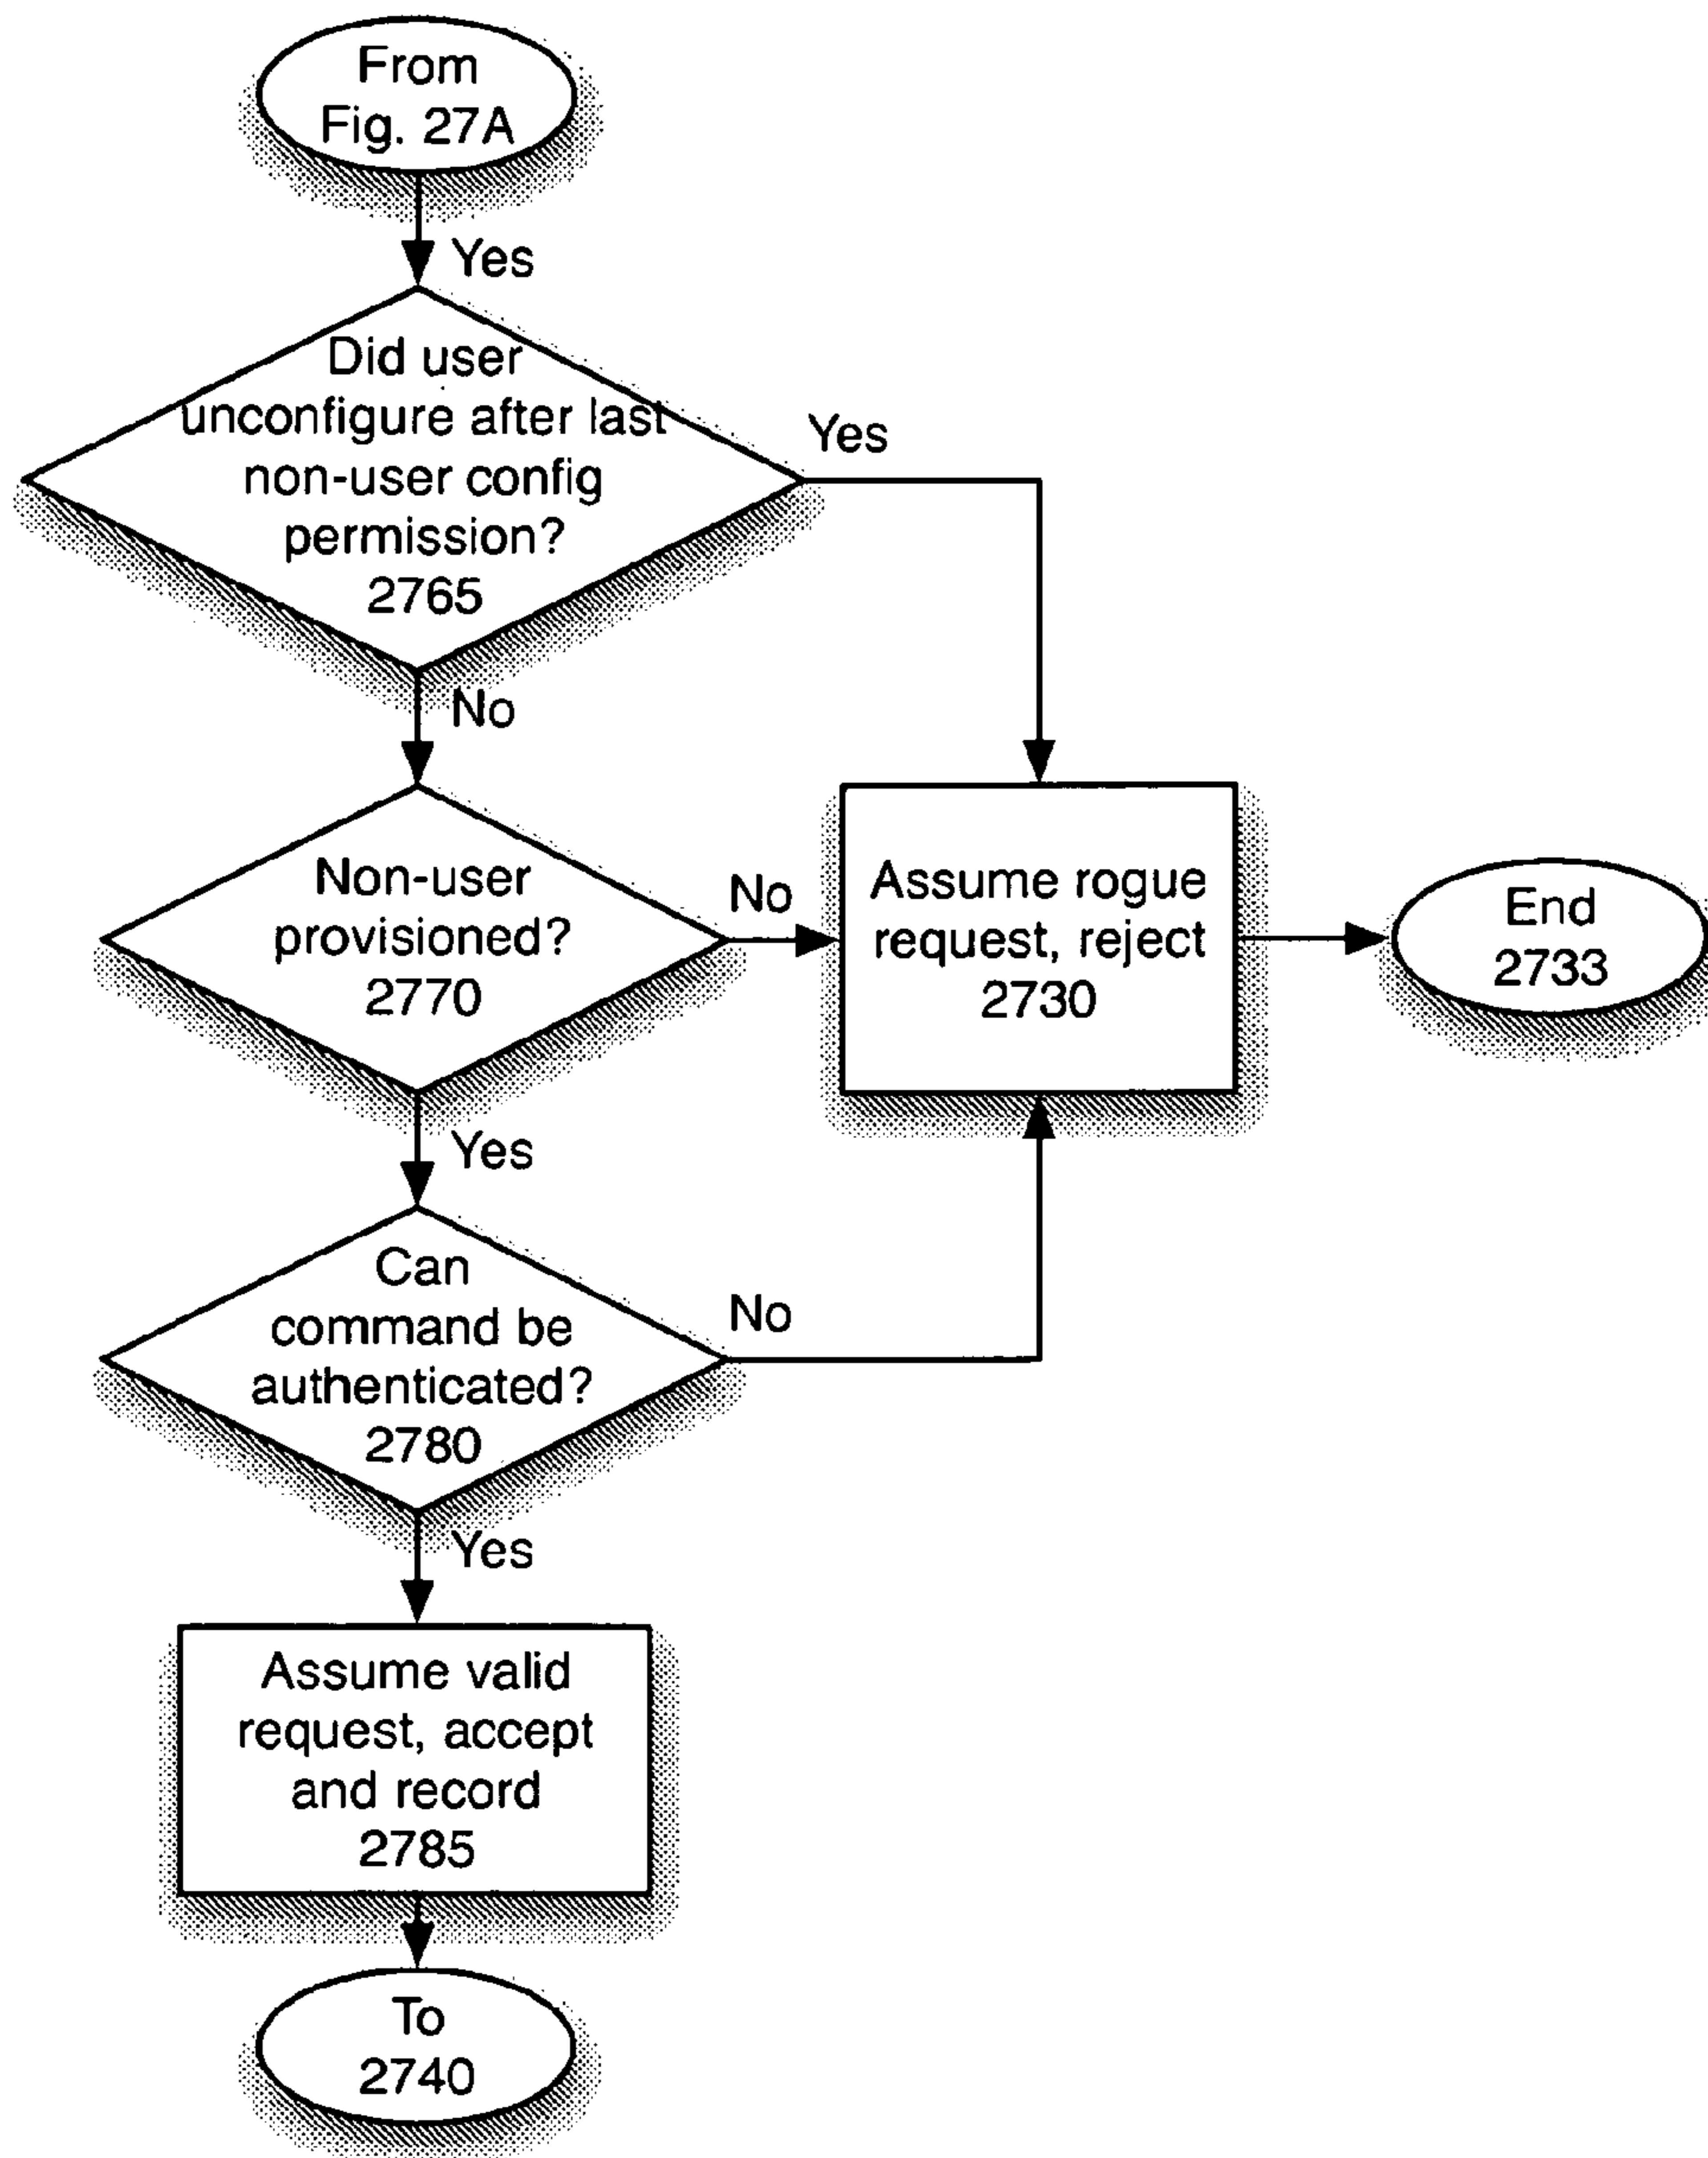 From
Fig. 27A
Yes
Did user
unconfigure after last
non-user config
permission?
2765
Yes
No
Non-user
provisioned?
2770
No
Assume rogue
request, reject
2730
End
2733
Yes
Can
command be
authenticated?
2780
No
Yes
Assume valid
request, accept
and record
2785
To
2740